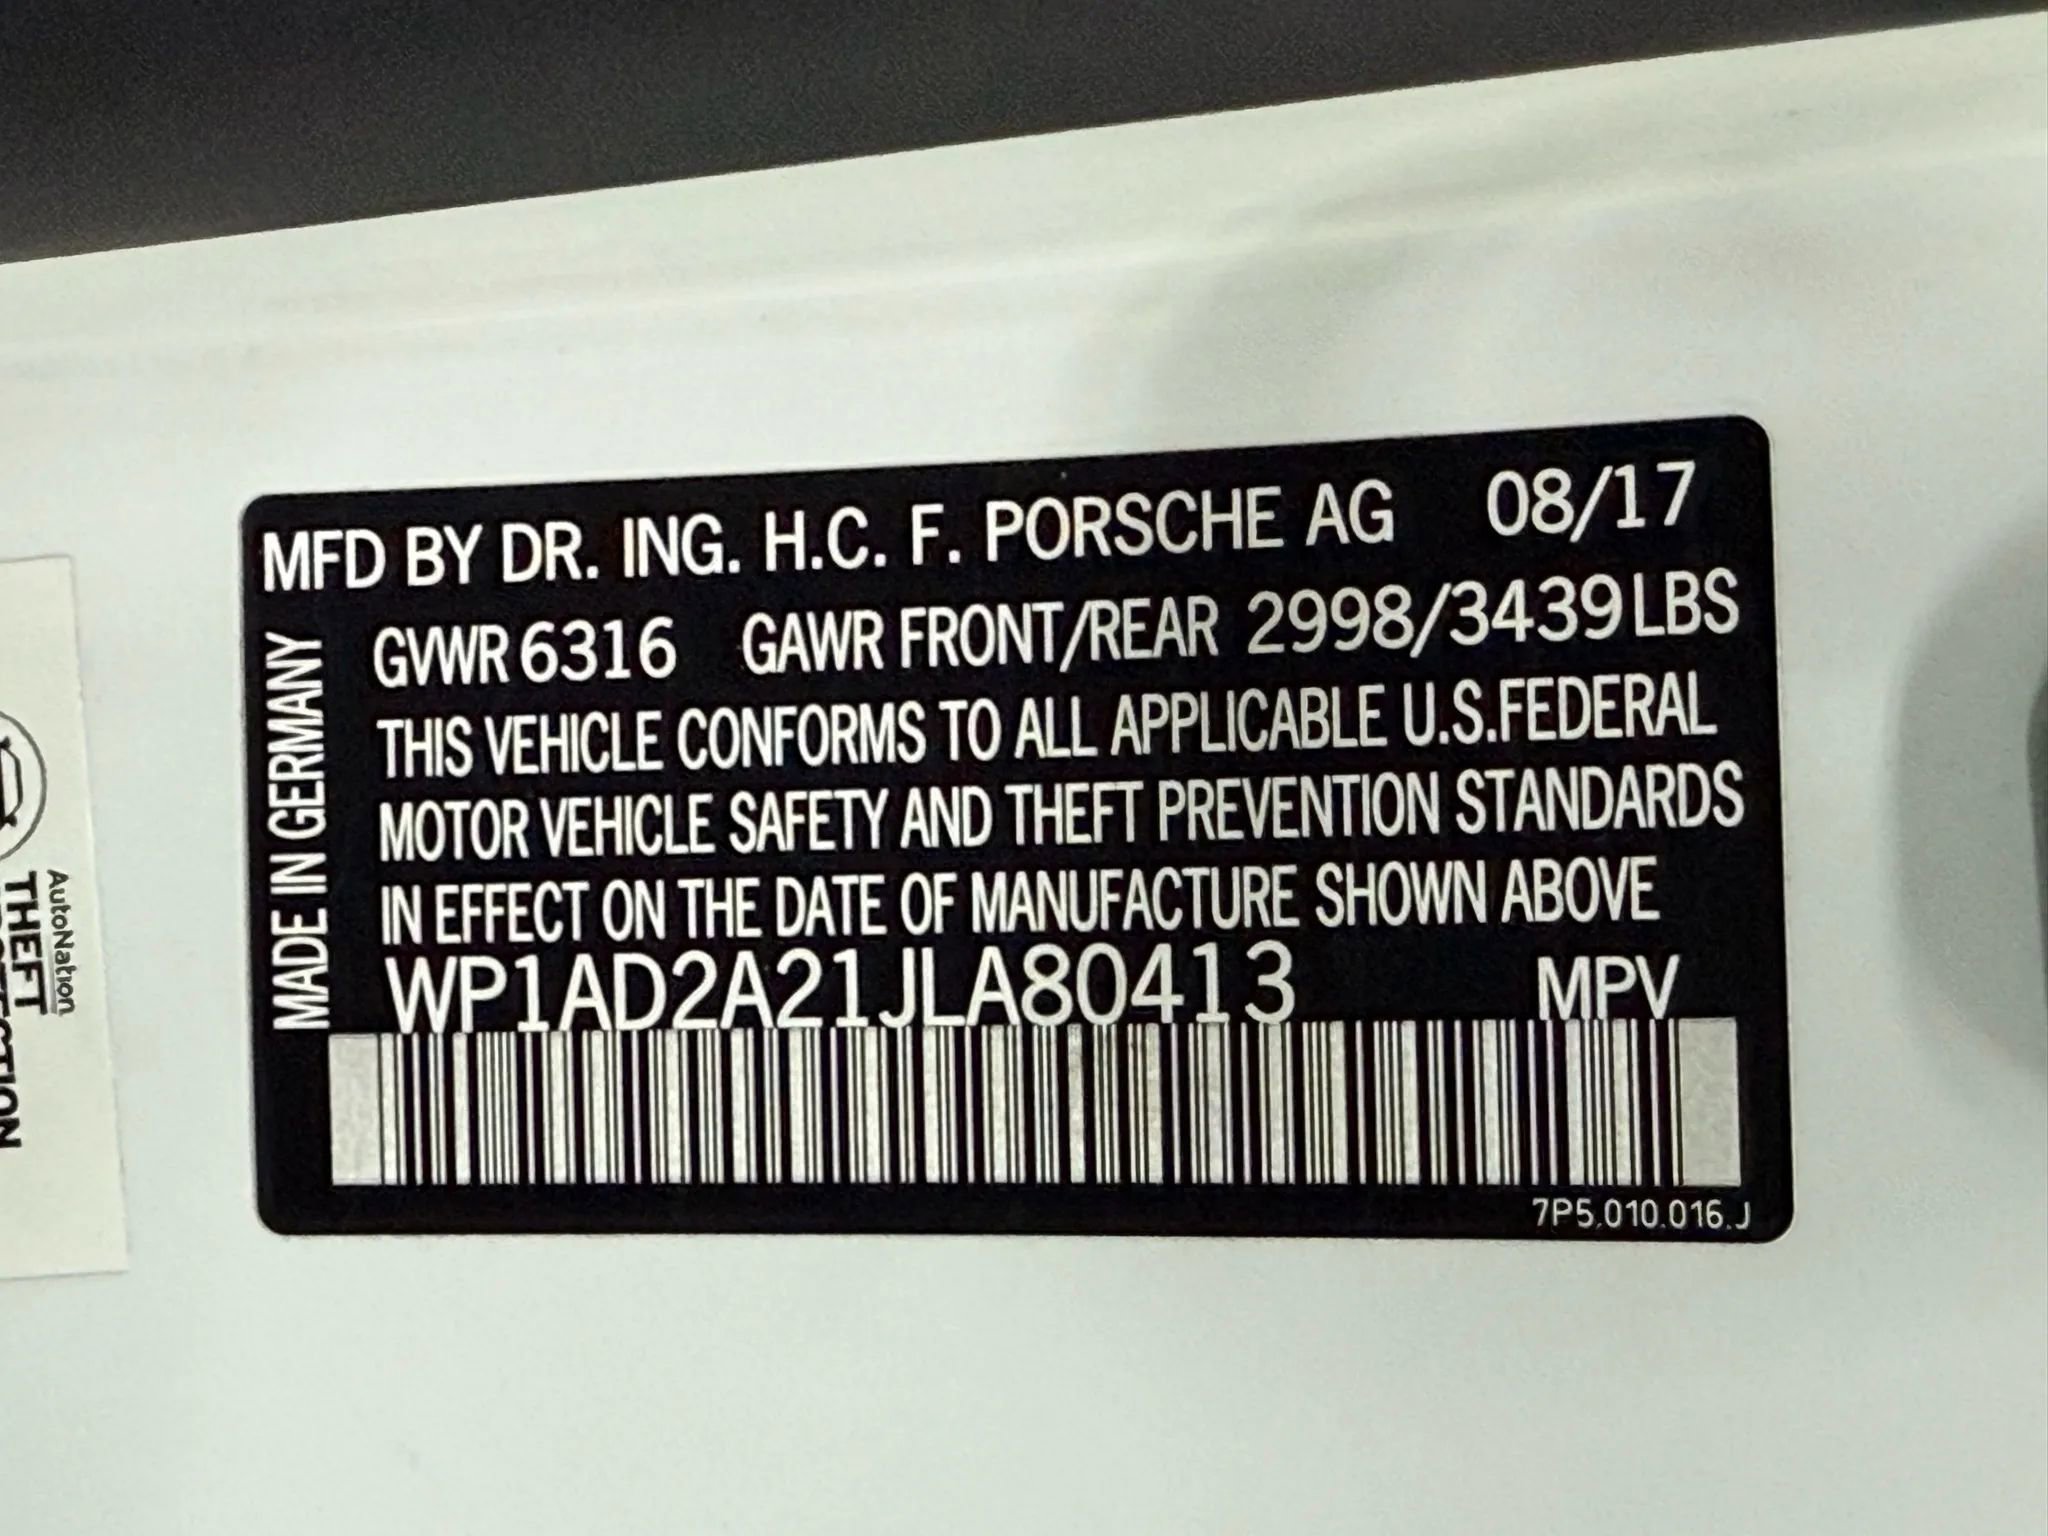 MFD BY DR. ING. H.C. F. PORSCHE AG 08/17
MADE IN GERMANY
GVWR 6316 GAWR FRONT/REAR 2998/3439 LBS
THIS VEHICLE CONFORMS TO ALL APPLICABLE U.S.FEDERAL
MOTOR VEHICLE SAFETY AND THEFT PREVENTION STANDARDS
IN EFFECT ON THE DATE OF MANUFACTURE SHOWN ABOVE
WP1AD2A21JLA80413 MPV
7P5.010.016.J
AutoNation
THEFT